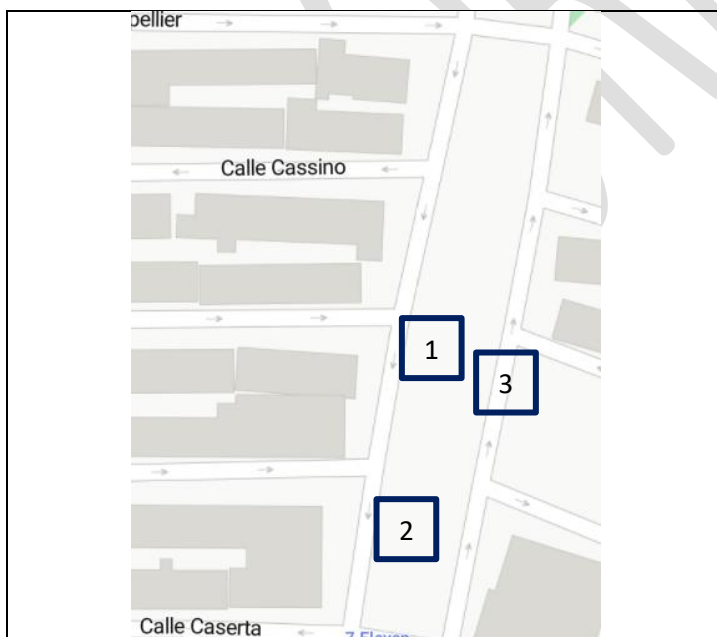 pellier
Calle Cassino
1
3
2
Calle Caserta
7-Eleven